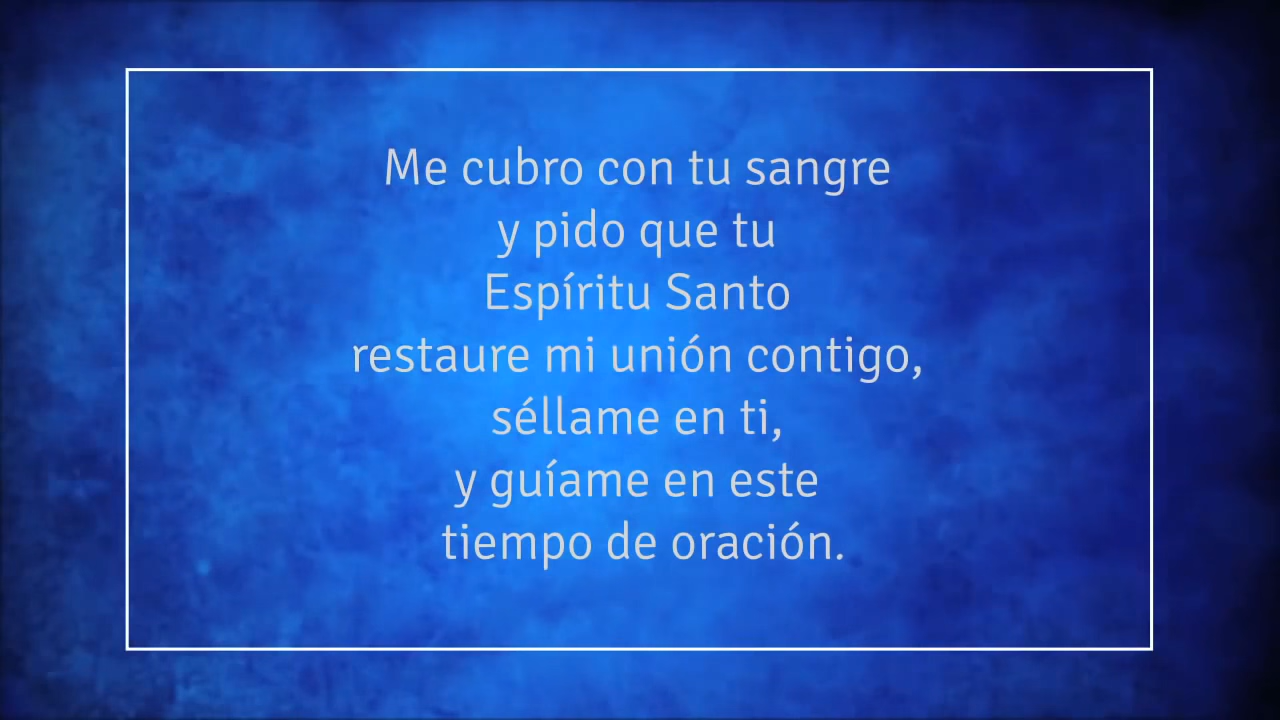 Me cubro con tu sangre
y pido que tu
Espíritu Santo
restaure mi unión contigo,
séllame en ti,
y guíame en este
tiempo de oración.